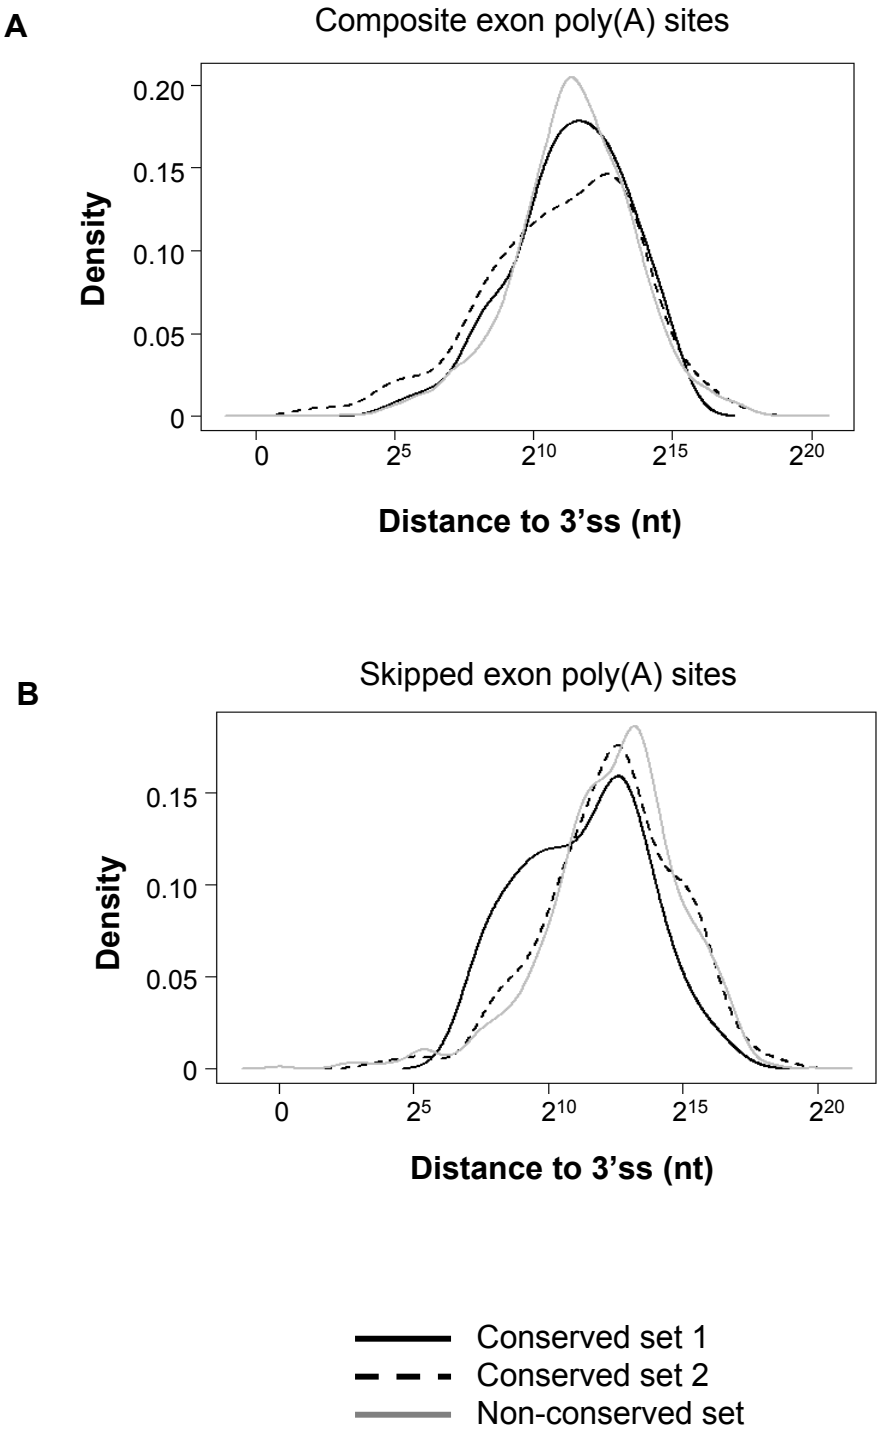 A
Composite exon poly(A) sites
Density
0.20
0.15
0.10
0.05
0
0 2⁵ 2¹⁰ 2¹⁵ 2²⁰
Distance to 3’ss (nt)
B
Skipped exon poly(A) sites
Density
0.15
0.10
0.05
0
0 2⁵ 2¹⁰ 2¹⁵ 2²⁰
Distance to 3’ss (nt)
Conserved set 1
Conserved set 2
Non-conserved set